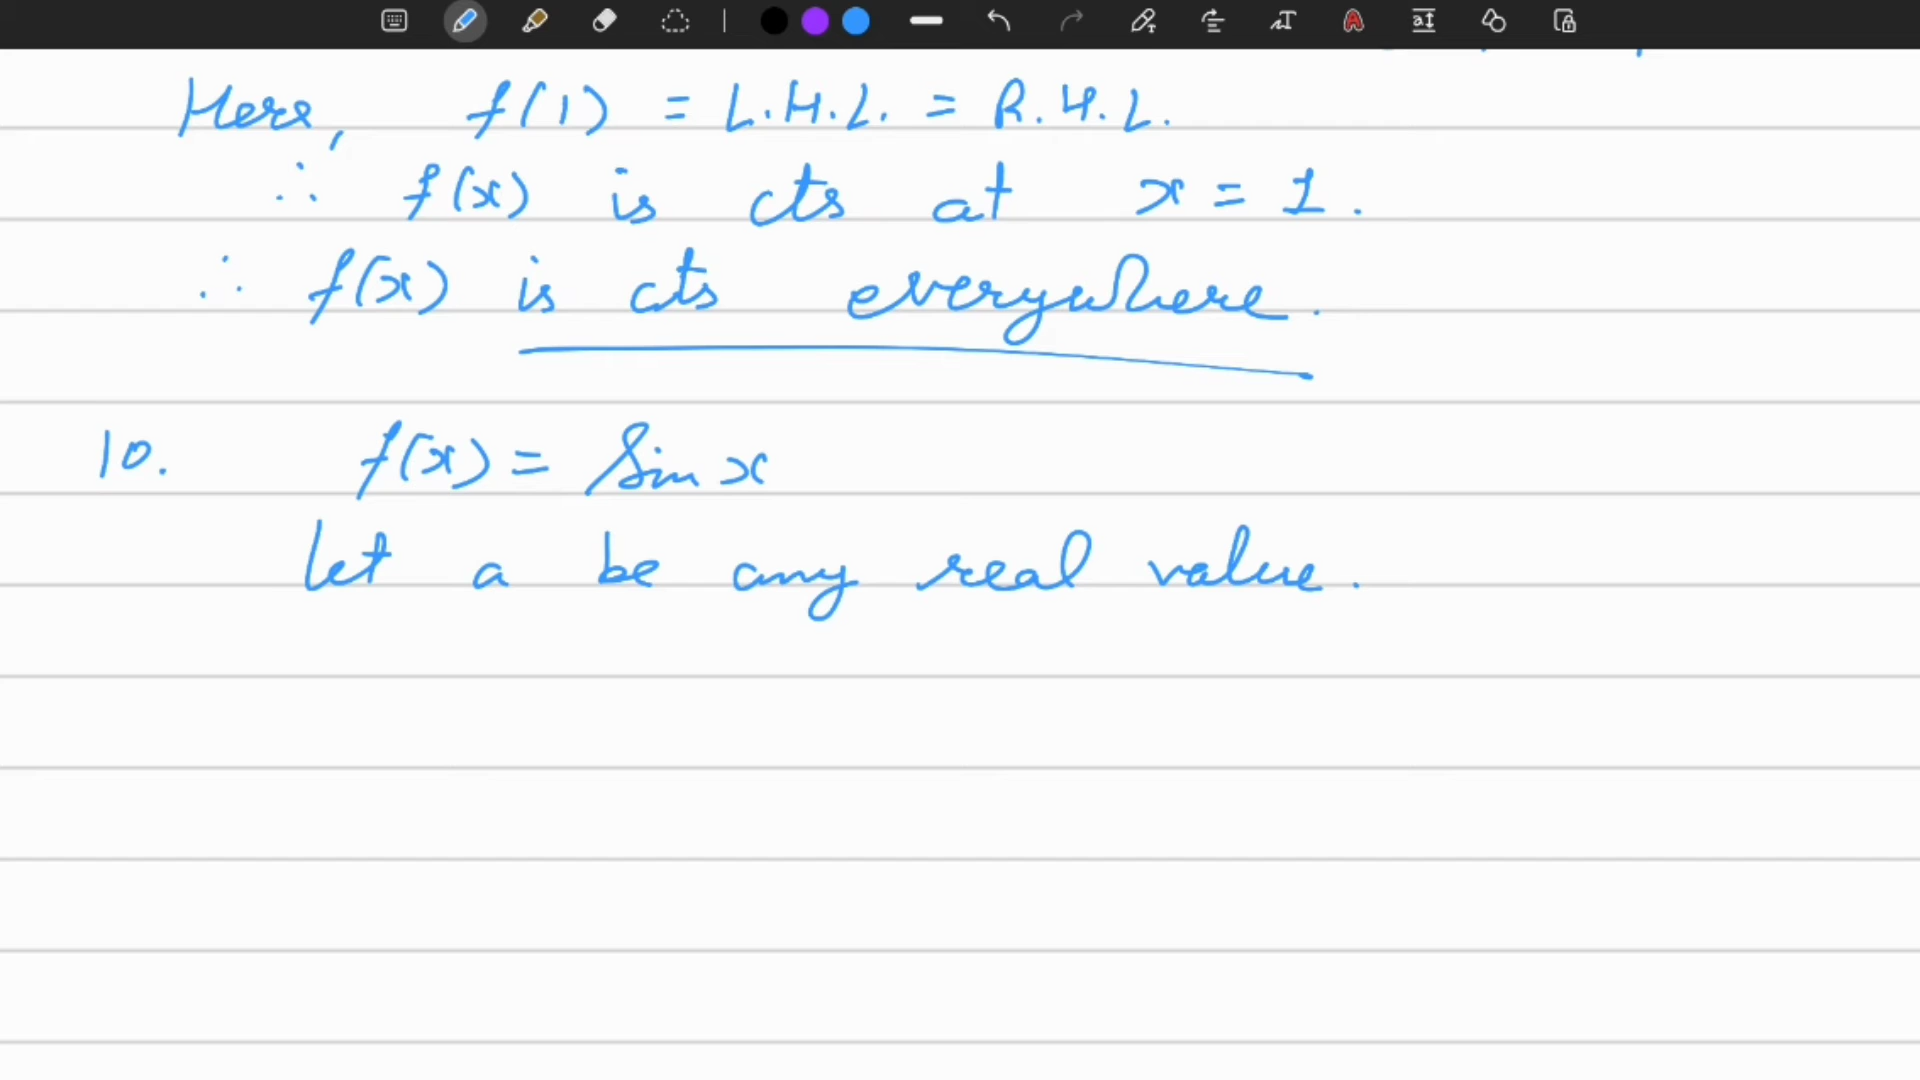 Here, f(1) = L.H.L. = R.H.L.
∴ f(x) is cts at x = 1.
∴ f(x) is cts everywhere.
10. f(x) = Sin x
Let a be any real value.